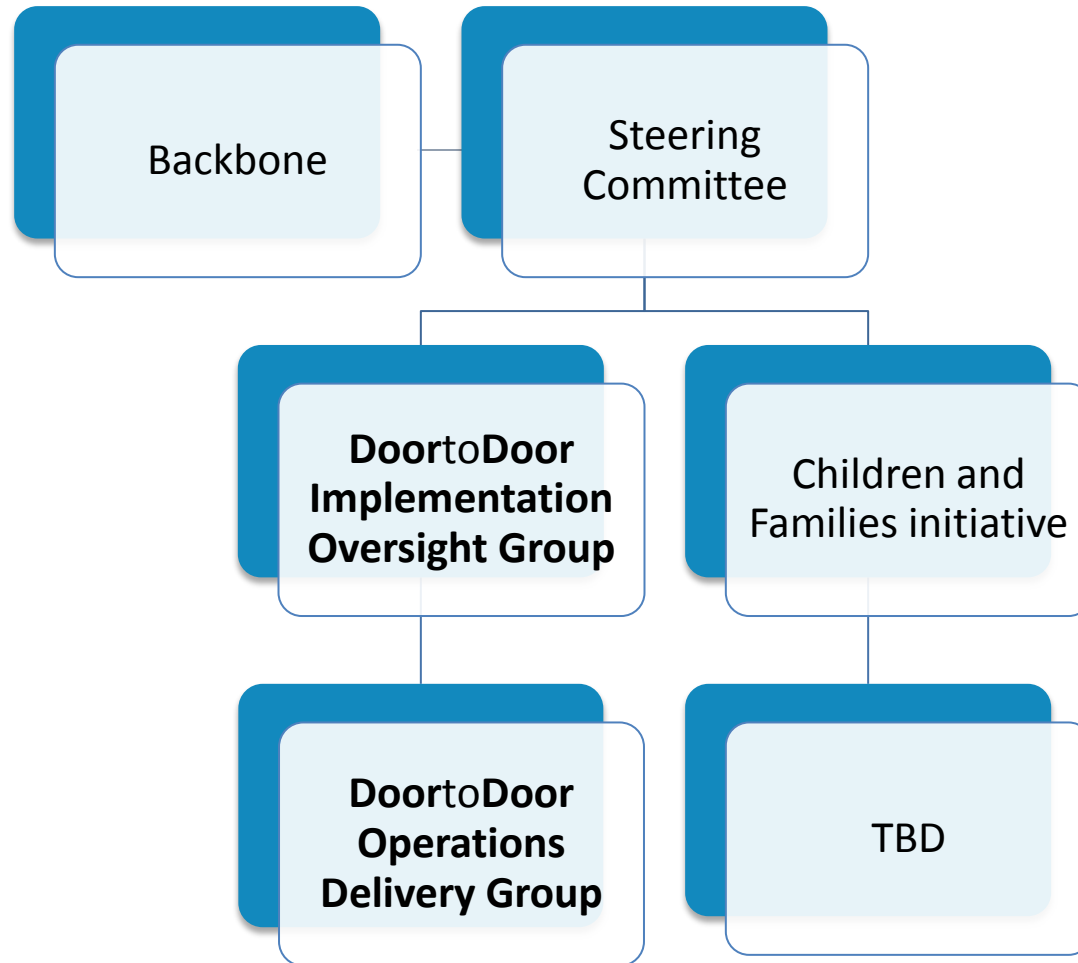 Backbone
Steering
Committee
DoortoDoor
Implementation
Oversight Group
Children and
Families initiative
DoortoDoor
Operations
Delivery Group
TBD